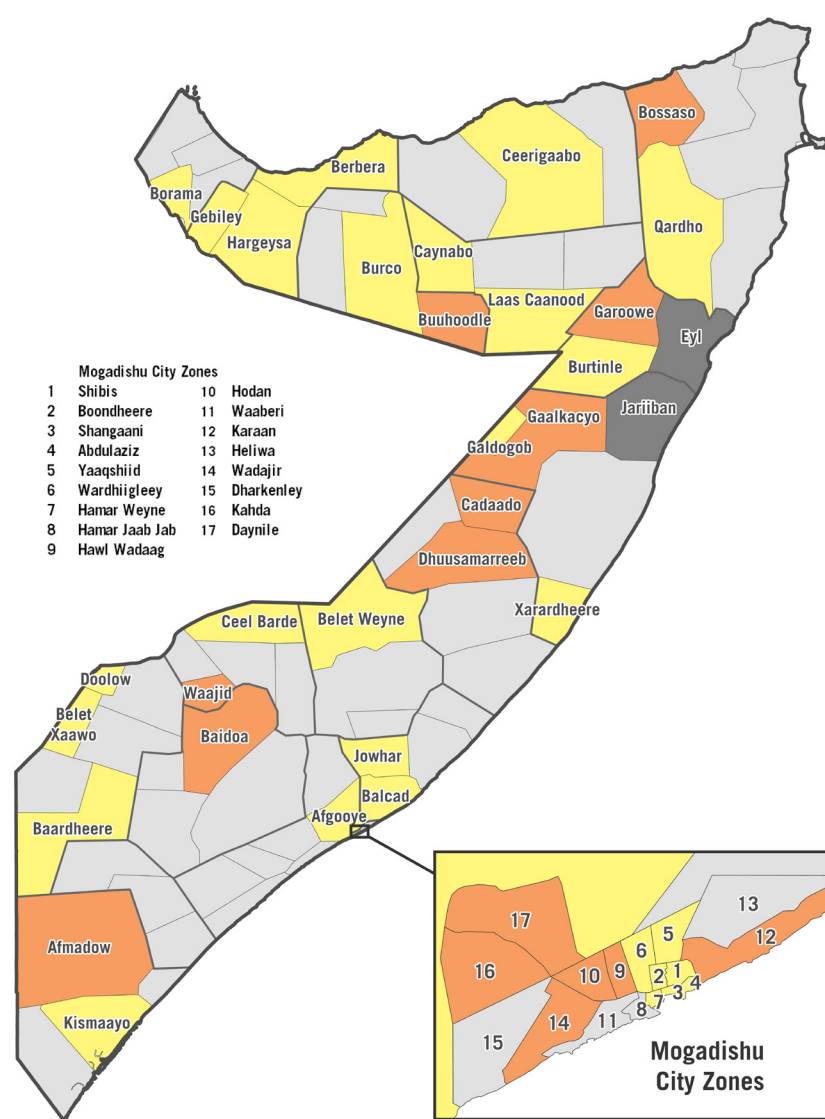 Bossaso
Ceerigaabo
Berbera
Borama
Gebiley
Qardho
Hargeysa
Caynabo
Burco
Laas Caanood
Garoowe
Buuhoodle
Eyl
Burtinle
Mogadishu City Zones
1 Shibis
2 Boondheere
3 Shangaani
4 Abdulaziz
5 Yaaqshiid
6 Wardhiigleey
7 Hamar Weyne
8 Hamar Jaab Jab
9 Hawl Wadaag
10 Hodan
11 Waaberi
12 Karaan
13 Heliwa
14 Wadajir
15 Dharkenley
16 Kahda
17 Daynile
Jariiban
Gaalkacyo
Galdogob
Cadaado
Dhuusamarreeb
Xarardheere
Ceel Barde
Belet Weyne
Doolow
Waajid
Belet
Xaawo
Baidoa
Jowhar
Balcad
Afgooye
Baardheere
Afmadow
Kismaayo
13
17
5
12
6
16
10
9
2
1
4
3
7
8
14
11
15
Mogadishu
City Zones